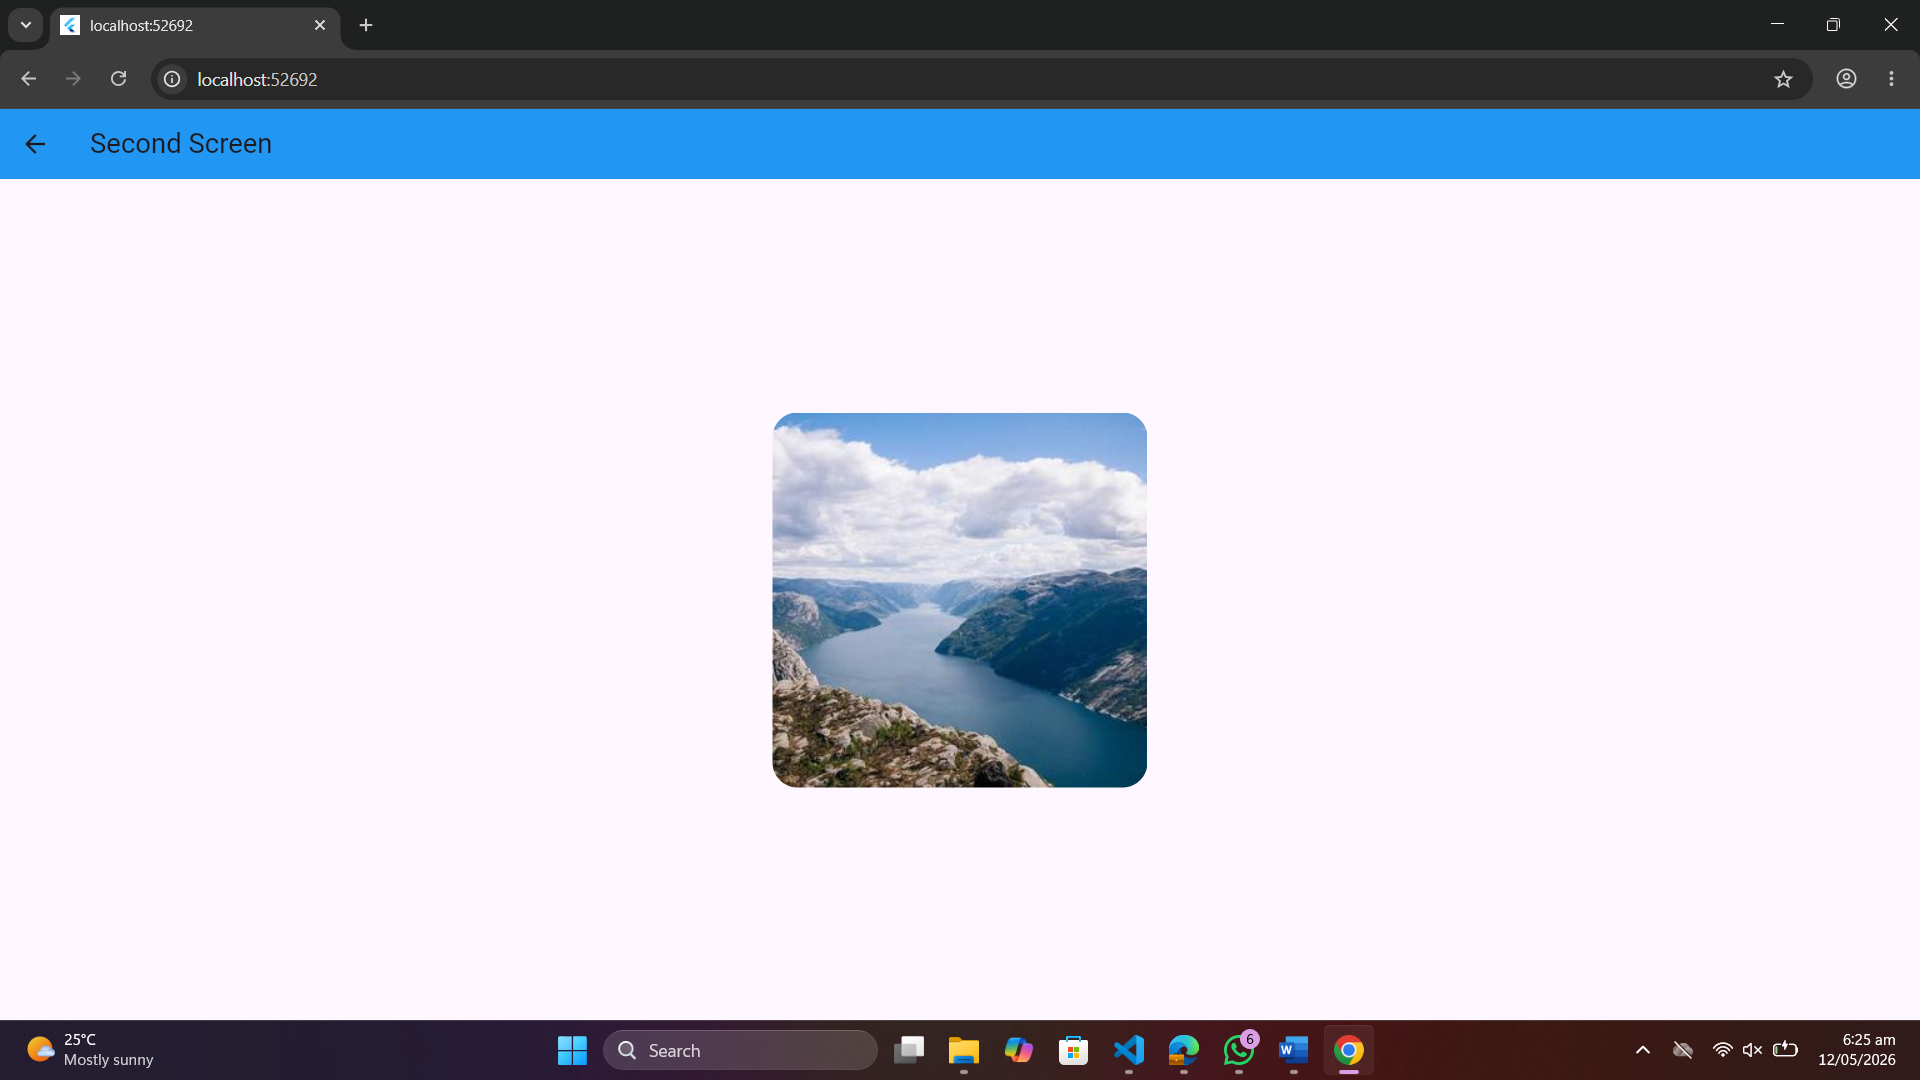 localhost:52692
localhost:52692
Second Screen
25°C
Mostly sunny
Search
6
W
6:25 am
12/05/2026